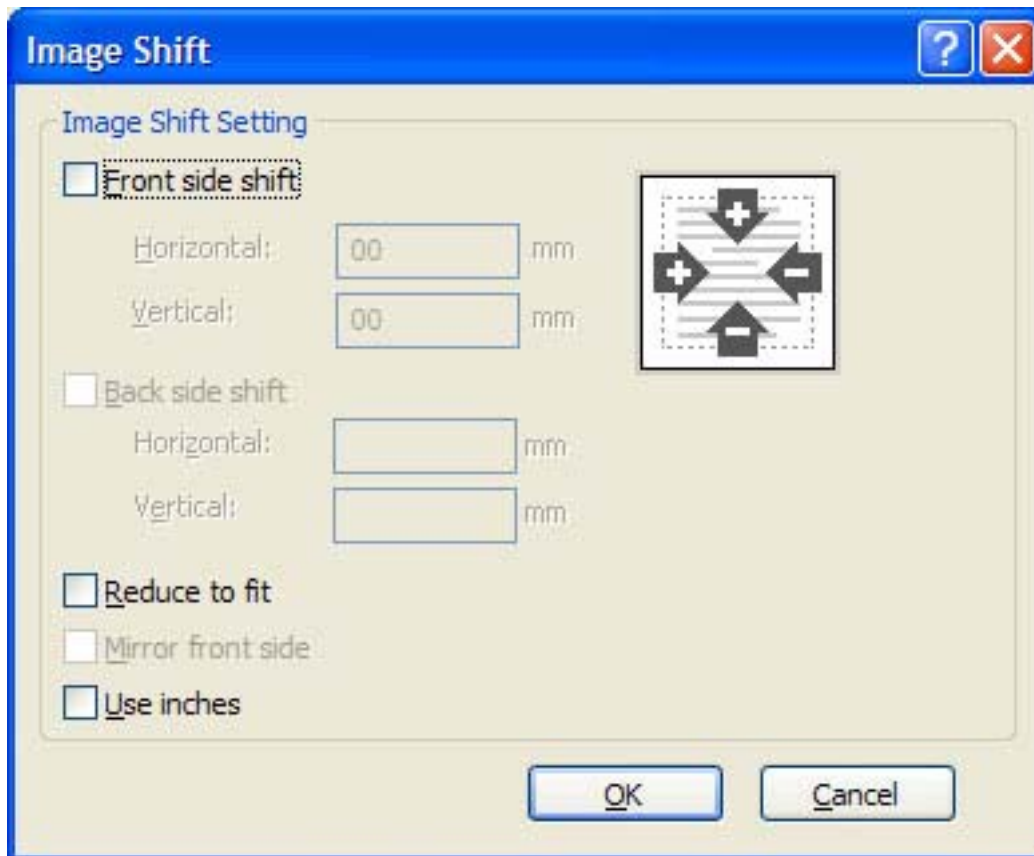 Image Shift
Image Shift Setting
Front side shift
Horizontal: 00 mm
Vertical: 00 mm
Back side shift
Horizontal: mm
Vertical: mm
Reduce to fit
Mirror front side
Use inches
OK Cancel